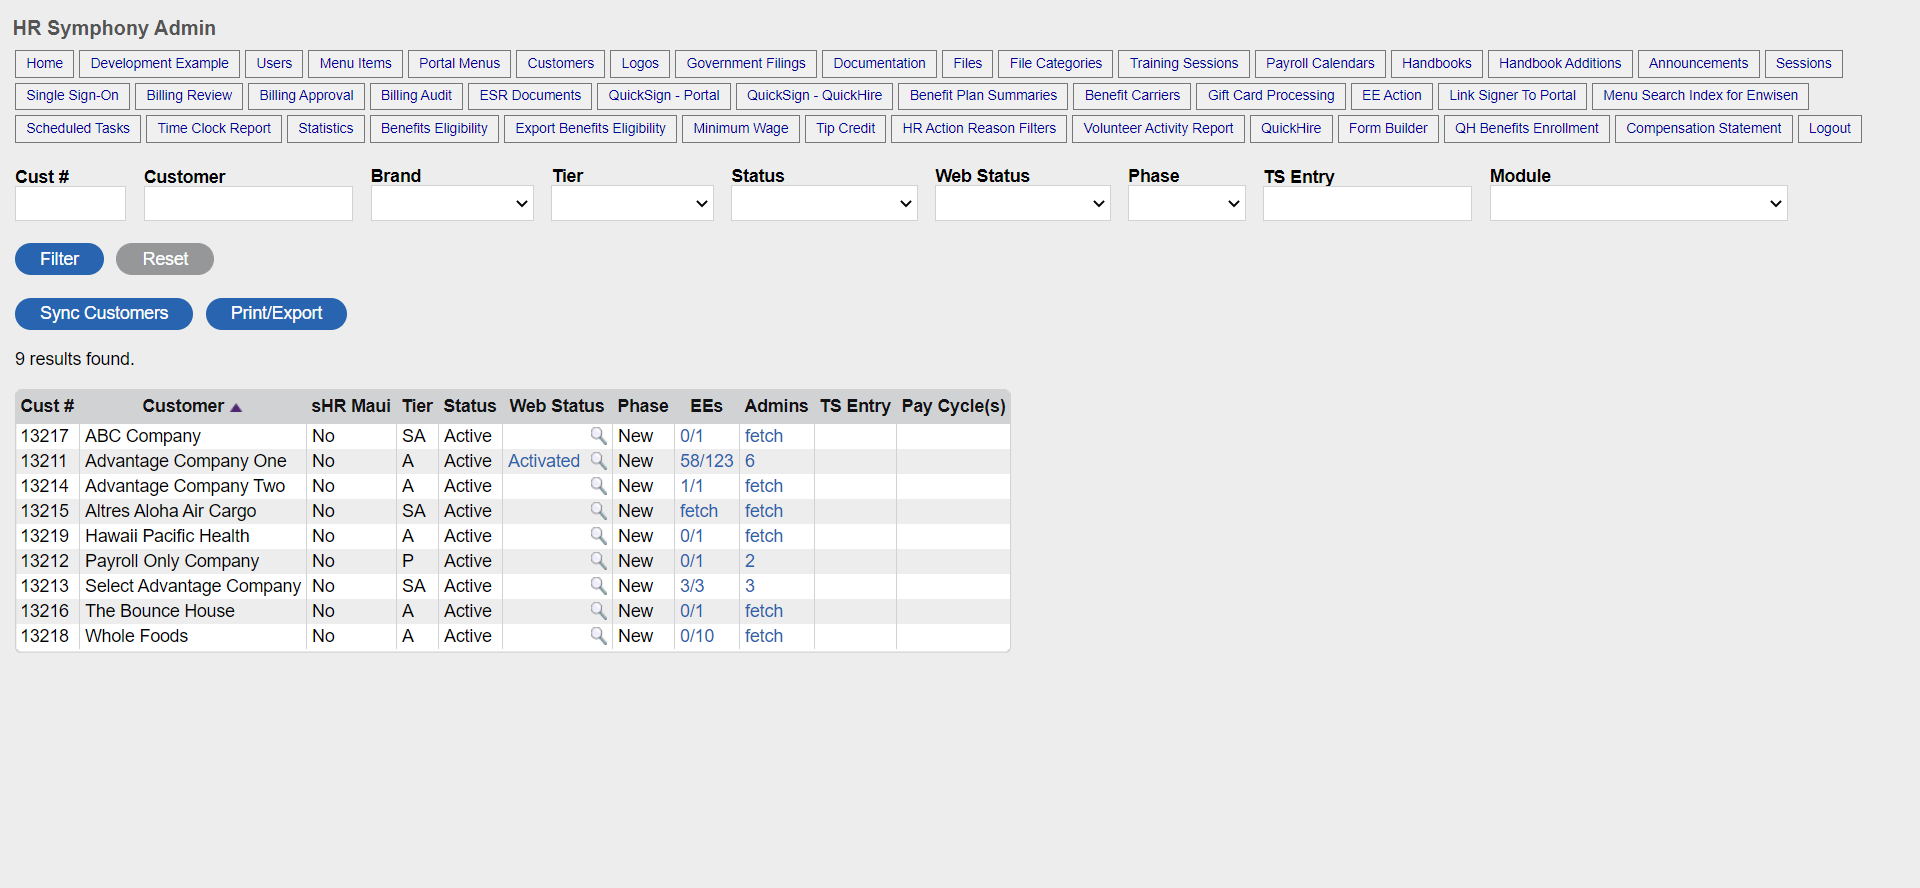 HR Symphony Admin
Home Development Example Users Menu Items Portal Menus Customers Logos Government Filings Documentation Files File Categories Training Sessions Payroll Calendars Handbooks Handbook Additions Announcements Sessions
Single Sign-On Billing Review Billing Approval Billing Audit ESR Documents QuickSign - Portal QuickSign - QuickHire Benefit Plan Summaries Benefit Carriers Gift Card Processing EE Action Link Signer To Portal Menu Search Index for Enwisen
Scheduled Tasks Time Clock Report Statistics Benefits Eligibility Export Benefits Eligibility Minimum Wage Tip Credit HR Action Reason Filters Volunteer Activity Report QuickHire Form Builder QH Benefits Enrollment Compensation Statement Logout
Cust # Customer Brand Tier Status Web Status Phase TS Entry Module
Filter Reset
Sync Customers Print/Export
9 results found.
Cust # Customer sHR Maui Tier Status Web Status Phase EEs Admins TS Entry Pay Cycle(s)
13217 ABC Company No SA Active New 0/1 fetch
13211 Advantage Company One No A Active Activated New 58/123 6
13214 Advantage Company Two No A Active New 1/1 fetch
13215 Altres Aloha Air Cargo No SA Active New fetch fetch
13219 Hawaii Pacific Health No A Active New 0/1 fetch
13212 Payroll Only Company No P Active New 0/1 2
13213 Select Advantage Company No SA Active New 3/3 3
13216 The Bounce House No A Active New 0/1 fetch
13218 Whole Foods No A Active New 0/10 fetch